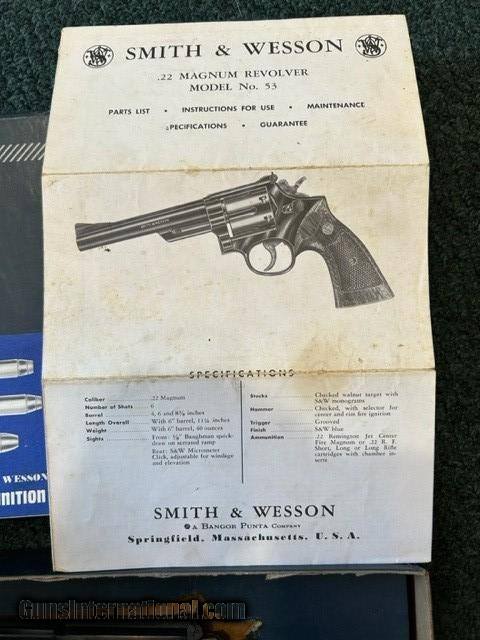 SMITH & WESSON
.22 MAGNUM REVOLVER
MODEL No. 53
PARTS LIST • INSTRUCTIONS FOR USE • MAINTENANCE
SPECIFICATIONS • GUARANTEE
SPECIFICATIONS
Caliber .22 Magnum
Number of Shots 6
Barrel 4, 6 and 8⅜ inches
Length Overall With 6" barrel, 11¼ inches
Weight With 6" barrel, 40 ounces
Sights From: ⅛" Baughman quick-
draw on serrated ramp
Rear: S&W Micrometer
Click, adjustable for windage
and elevation
Stocks Checked walnut target with
S&W monograms
Hammer Checked, with selector for
center and rim fire ignition
Trigger Grooved
Finish S&W blue
Ammunition .22 Remington Jet Center
Fire Magnum or .22 R. F.
Short, Long or Long Rifle
cartridges with chamber in-
serts
SMITH & WESSON
A BANGOR PUNTA COMPANY
Springfield, Massachusetts, U. S. A.
WESSON
NITION
GunsInternational.com